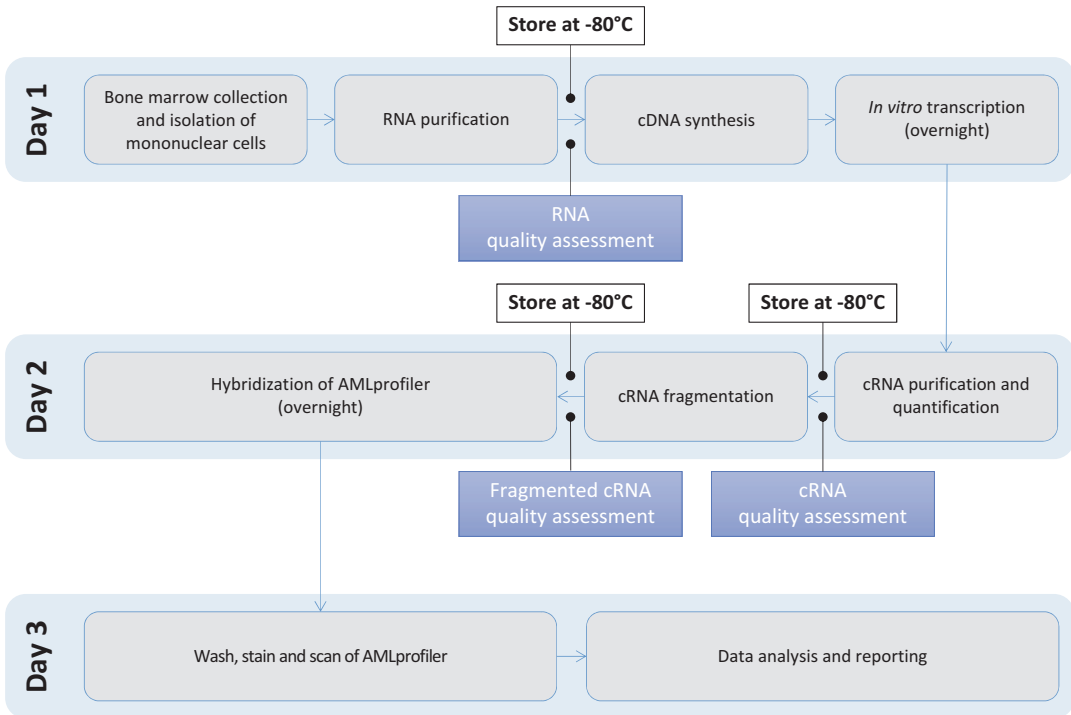 Store at -80°C
Day 1
Bone marrow collection
and isolation of
mononuclear cells
RNA purification
cDNA synthesis
In vitro transcription
(overnight)
RNA
quality assessment
Store at -80°C
Store at -80°C
Day 2
Hybridization of AMLprofiler
(overnight)
cRNA fragmentation
cRNA purification and
quantification
Fragmented cRNA
quality assessment
cRNA
quality assessment
Day 3
Wash, stain and scan of AMLprofiler
Data analysis and reporting